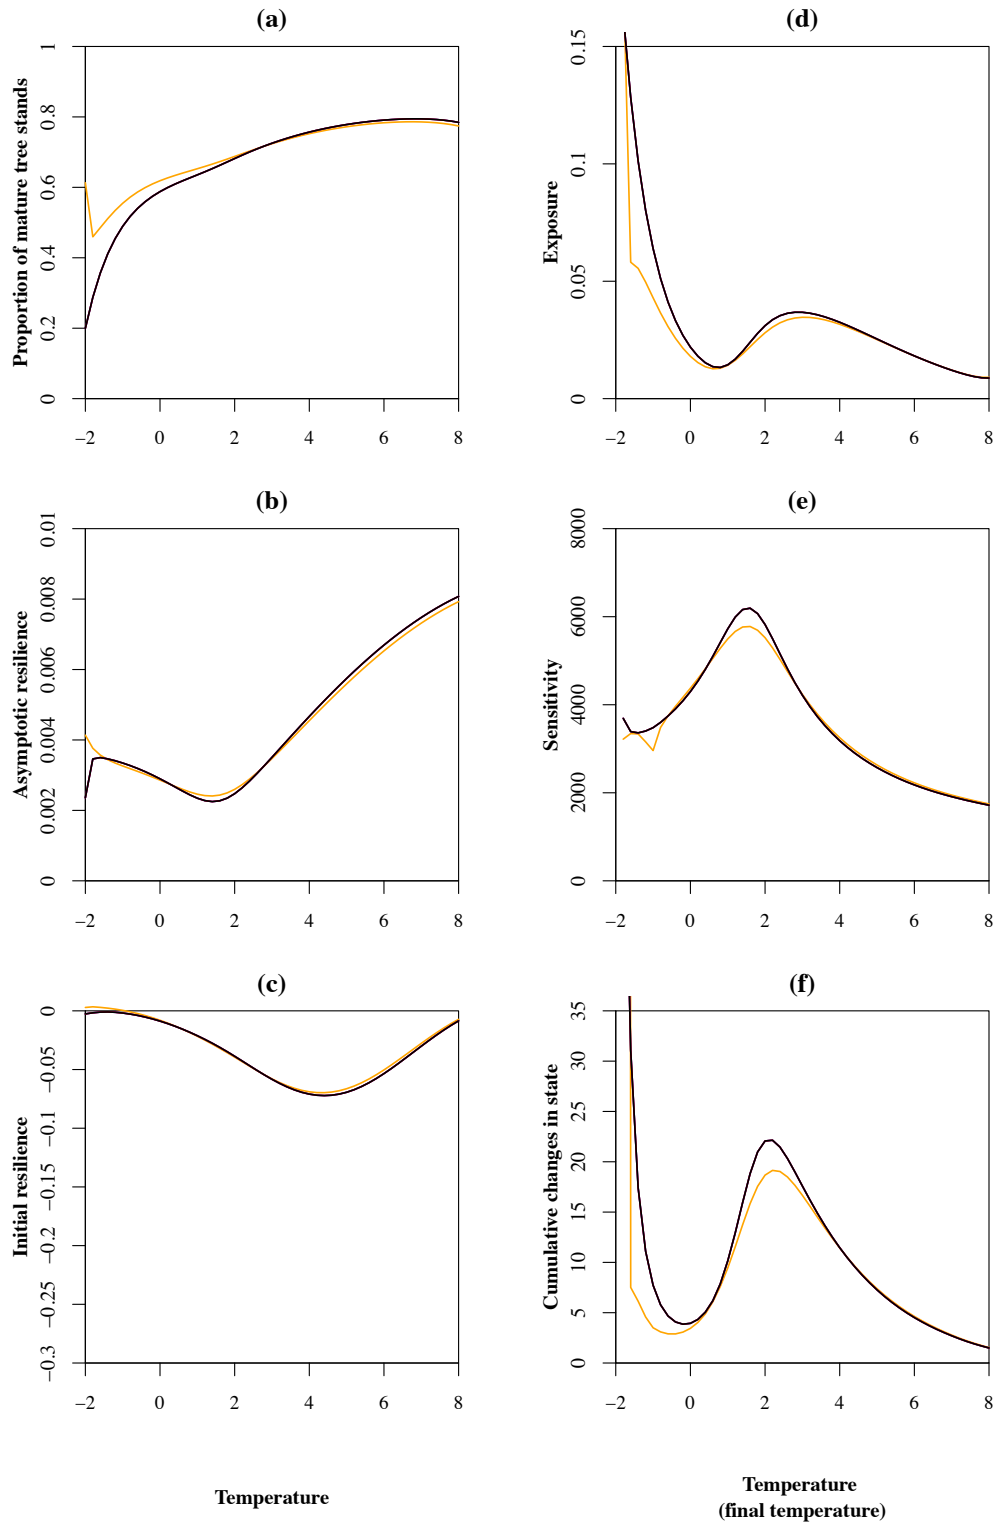 (a)
Proportion of mature tree stands
1
0.8
0.6
0.4
0.2
0
−2 0 2 4 6 8
(d)
Exposure
0.15
0.1
0.05
0
−2 0 2 4 6 8
(b)
Asymptotic resilience
0.01
0.008
0.006
0.004
0.002
0
−2 0 2 4 6 8
(e)
Sensitivity
8000
6000
4000
2000
0
−2 0 2 4 6 8
(c)
Initial resilience
0
−0.05
−0.1
−0.15
−0.2
−0.25
−0.3
−2 0 2 4 6 8
Temperature
(f)
Cumulative changes in state
35
30
25
20
15
10
5
0
−2 0 2 4 6 8
Temperature
(final temperature)